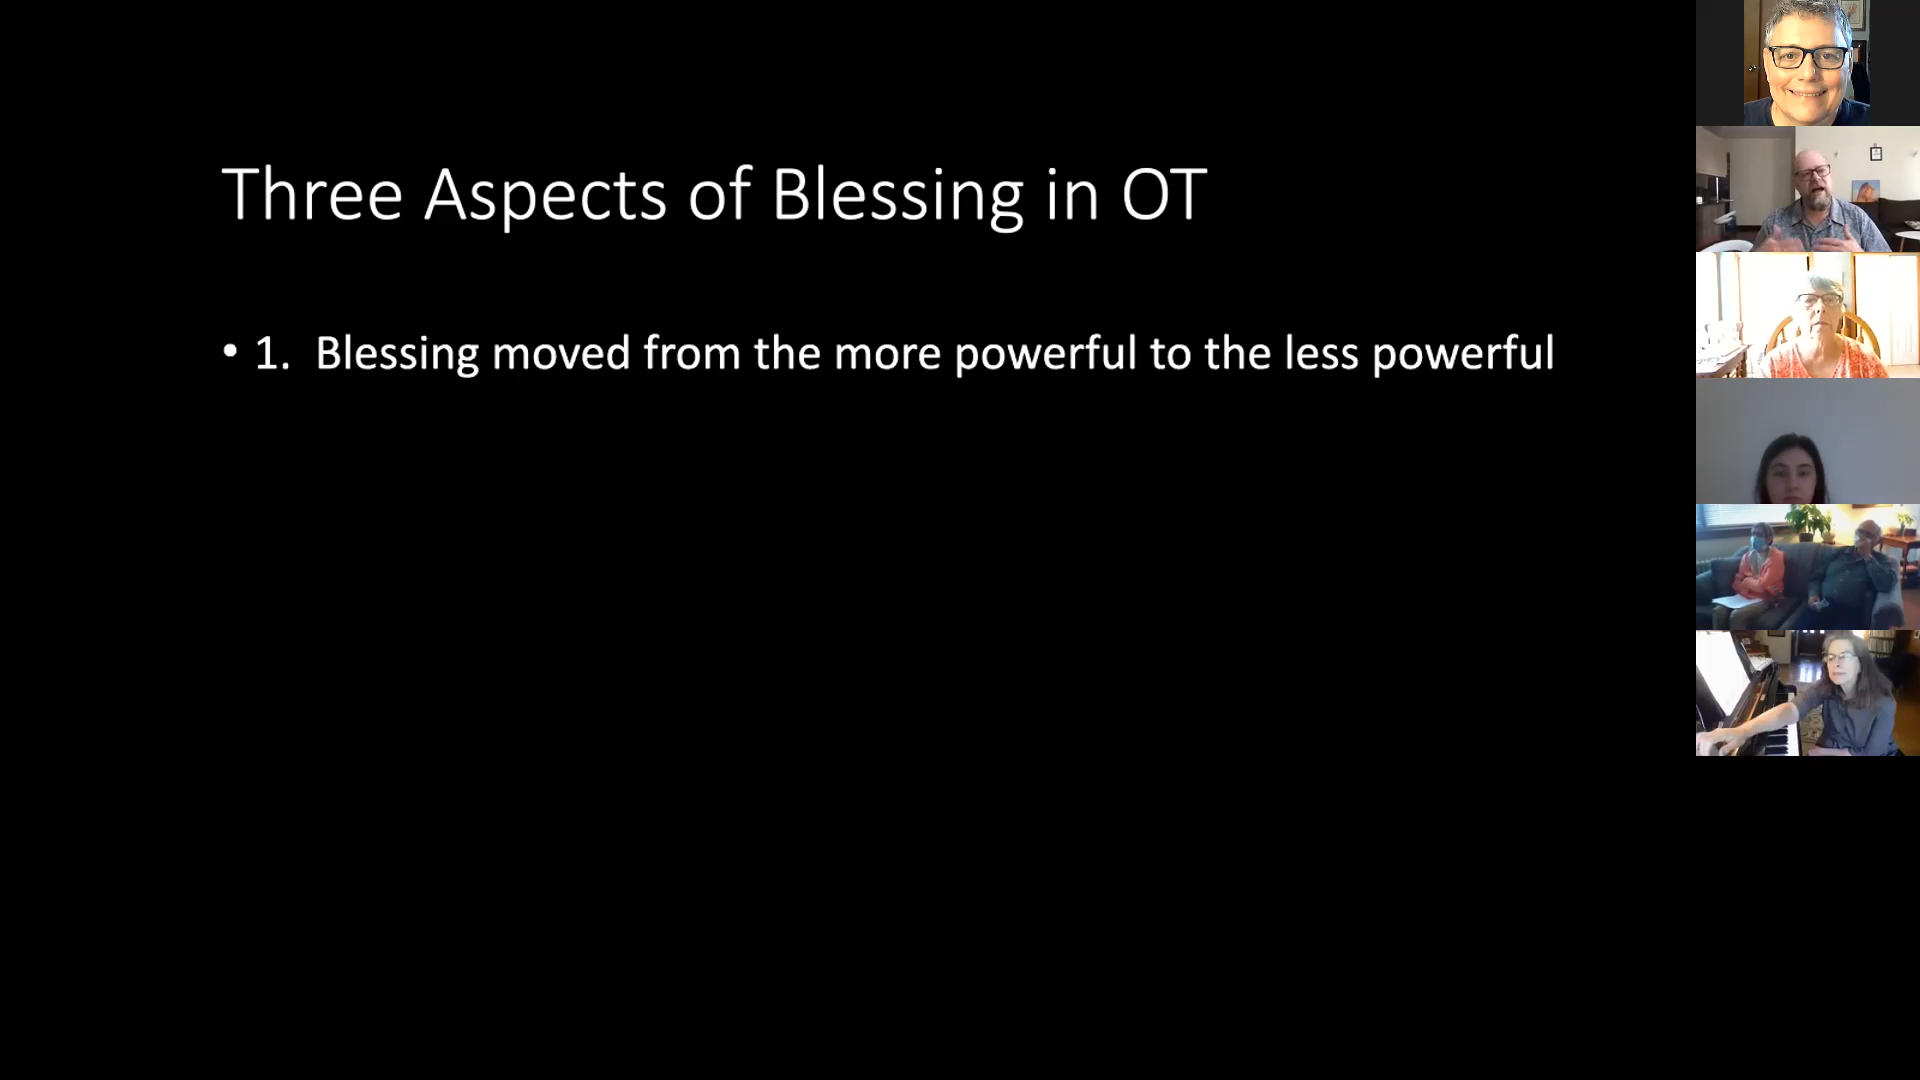 Three Aspects of Blessing in OT
• 1. Blessing moved from the more powerful to the less powerful